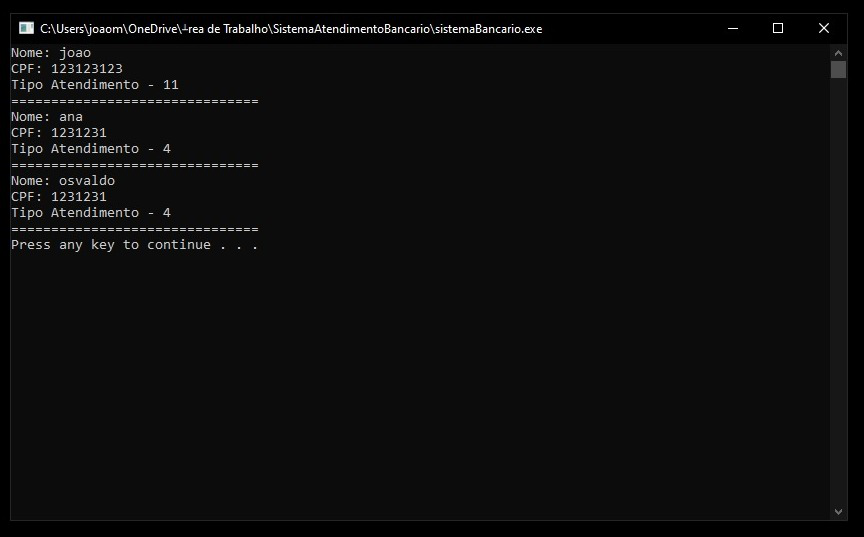 C:\Users\joaom\OneDrive\┴rea de Trabalho\SistemaAtendimentoBancario\sistemaBancario.exe
Nome: joao
CPF: 123123123
Tipo Atendimento - 11
===============================
Nome: ana
CPF: 1231231
Tipo Atendimento - 4
===============================
Nome: osvaldo
CPF: 1231231
Tipo Atendimento - 4
===============================
Press any key to continue . . .